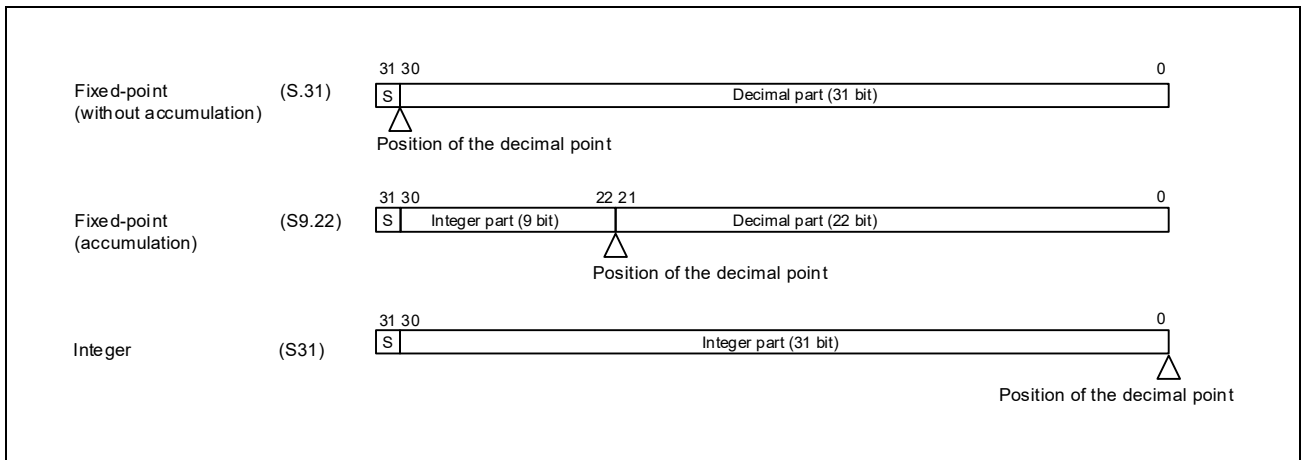 31 30 0
Fixed-point (S.31) S Decimal part (31 bit)
(without accumulation)
Position of the decimal point
31 30 22 21 0
Fixed-point (S9.22) S Integer part (9 bit) Decimal part (22 bit)
(accumulation)
Position of the decimal point
31 30 0
Integer (S31) S Integer part (31 bit)
Position of the decimal point